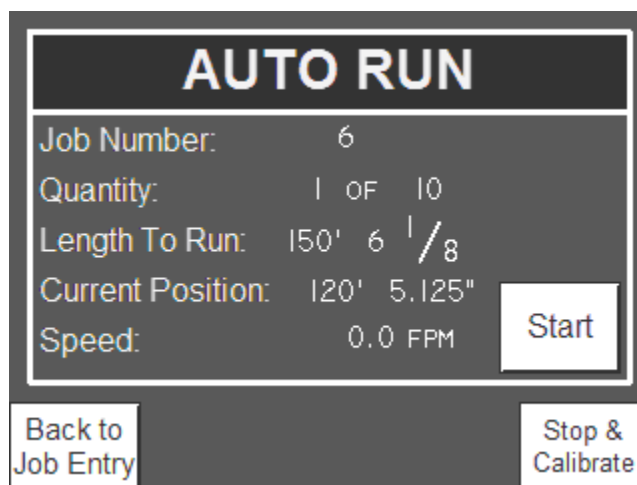 AUTO RUN
Job Number: 6
Quantity: 1 OF 10
Length To Run: 150' 6 1/8
Current Position: 120' 5.125"
Speed: 0.0 FPM
Start
Back to
Job Entry
Stop &
Calibrate